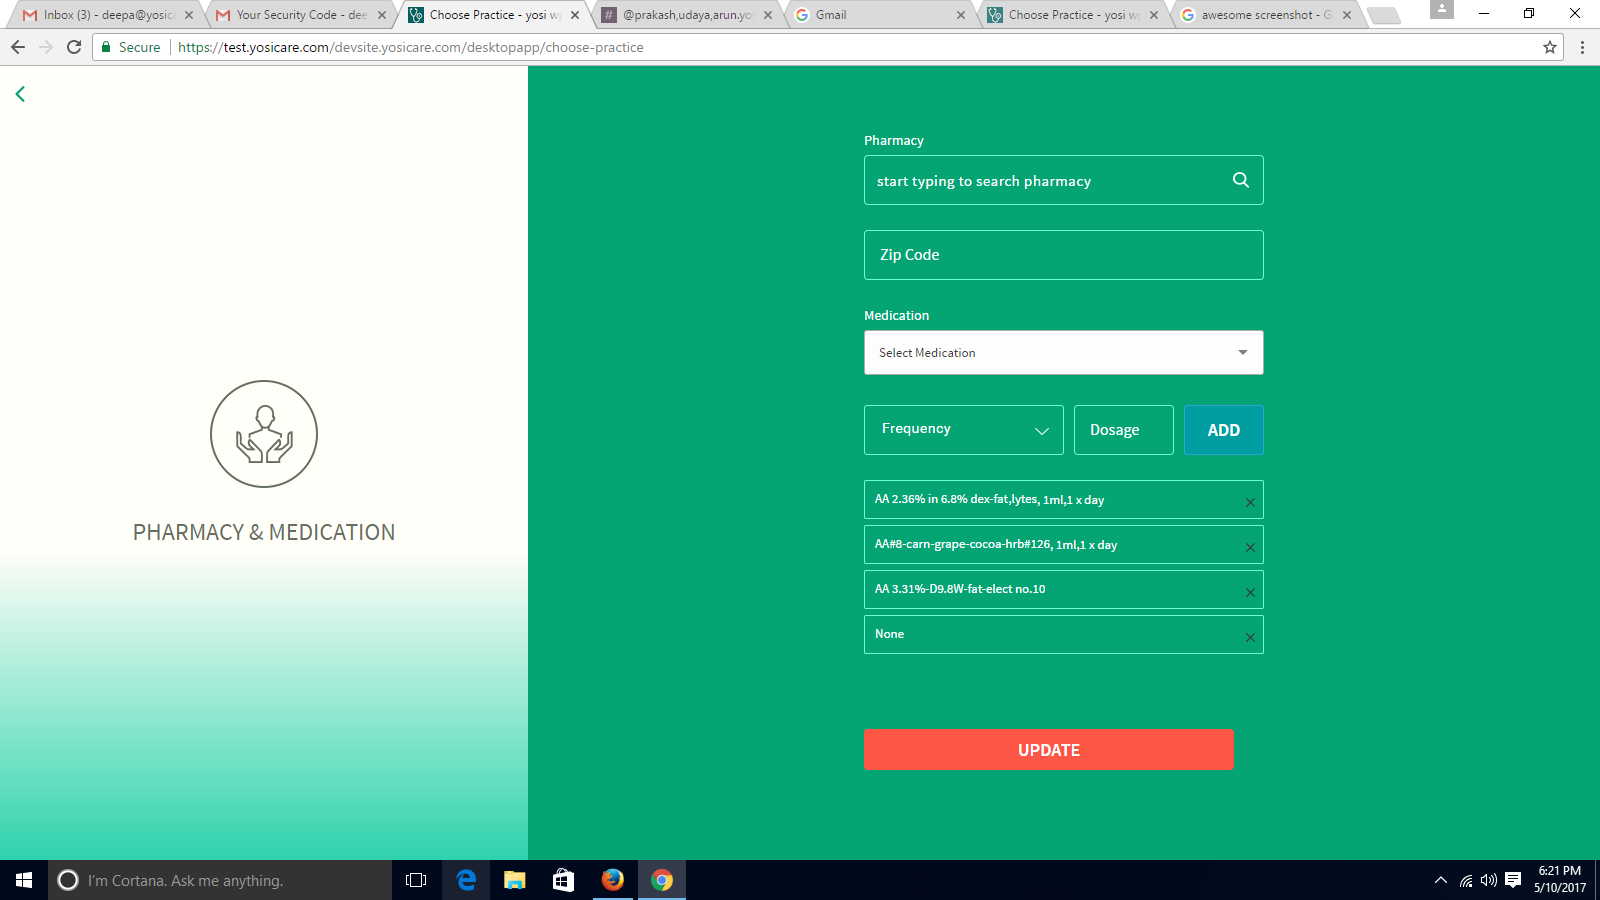 Inbox (3) - deepa@yosica
Your Security Code - dee
Choose Practice - yosi w
@prakash,udaya,arun.yo
Gmail
Choose Practice - yosi w
awesome screenshot - G
Secure
https://test.yosicare.com/devsite.yosicare.com/desktopapp/choose-practice
PHARMACY & MEDICATION
Pharmacy
start typing to search pharmacy
Zip Code
Medication
Select Medication
Frequency
Dosage
ADD
AA 2.36% in 6.8% dex-fat,lytes, 1ml,1 x day
AA#8-carn-grape-cocoa-hrb#126, 1ml,1 x day
AA 3.31%-D9.8W-fat-elect no.10
None
UPDATE
I'm Cortana. Ask me anything.
6:21 PM
5/10/2017